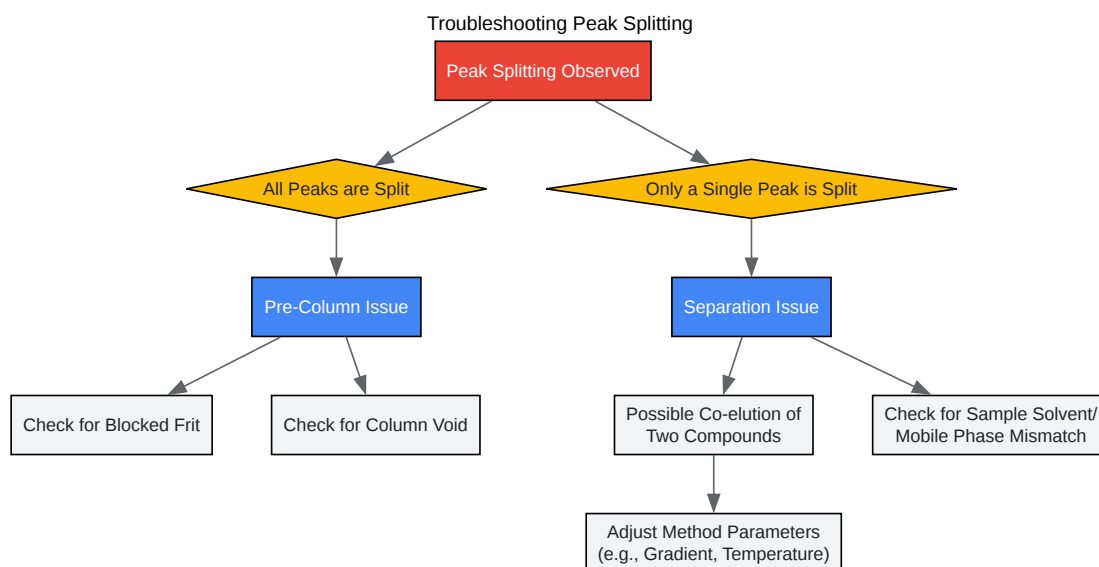 Troubleshooting Peak Splitting
Peak Splitting Observed
All Peaks are Split
Only a Single Peak is Split
Pre-Column Issue
Separation Issue
Check for Blocked Frit
Check for Column Void
Possible Co-elution of
Two Compounds
Check for Sample Solvent/
Mobile Phase Mismatch
Adjust Method Parameters
(e.g., Gradient, Temperature)